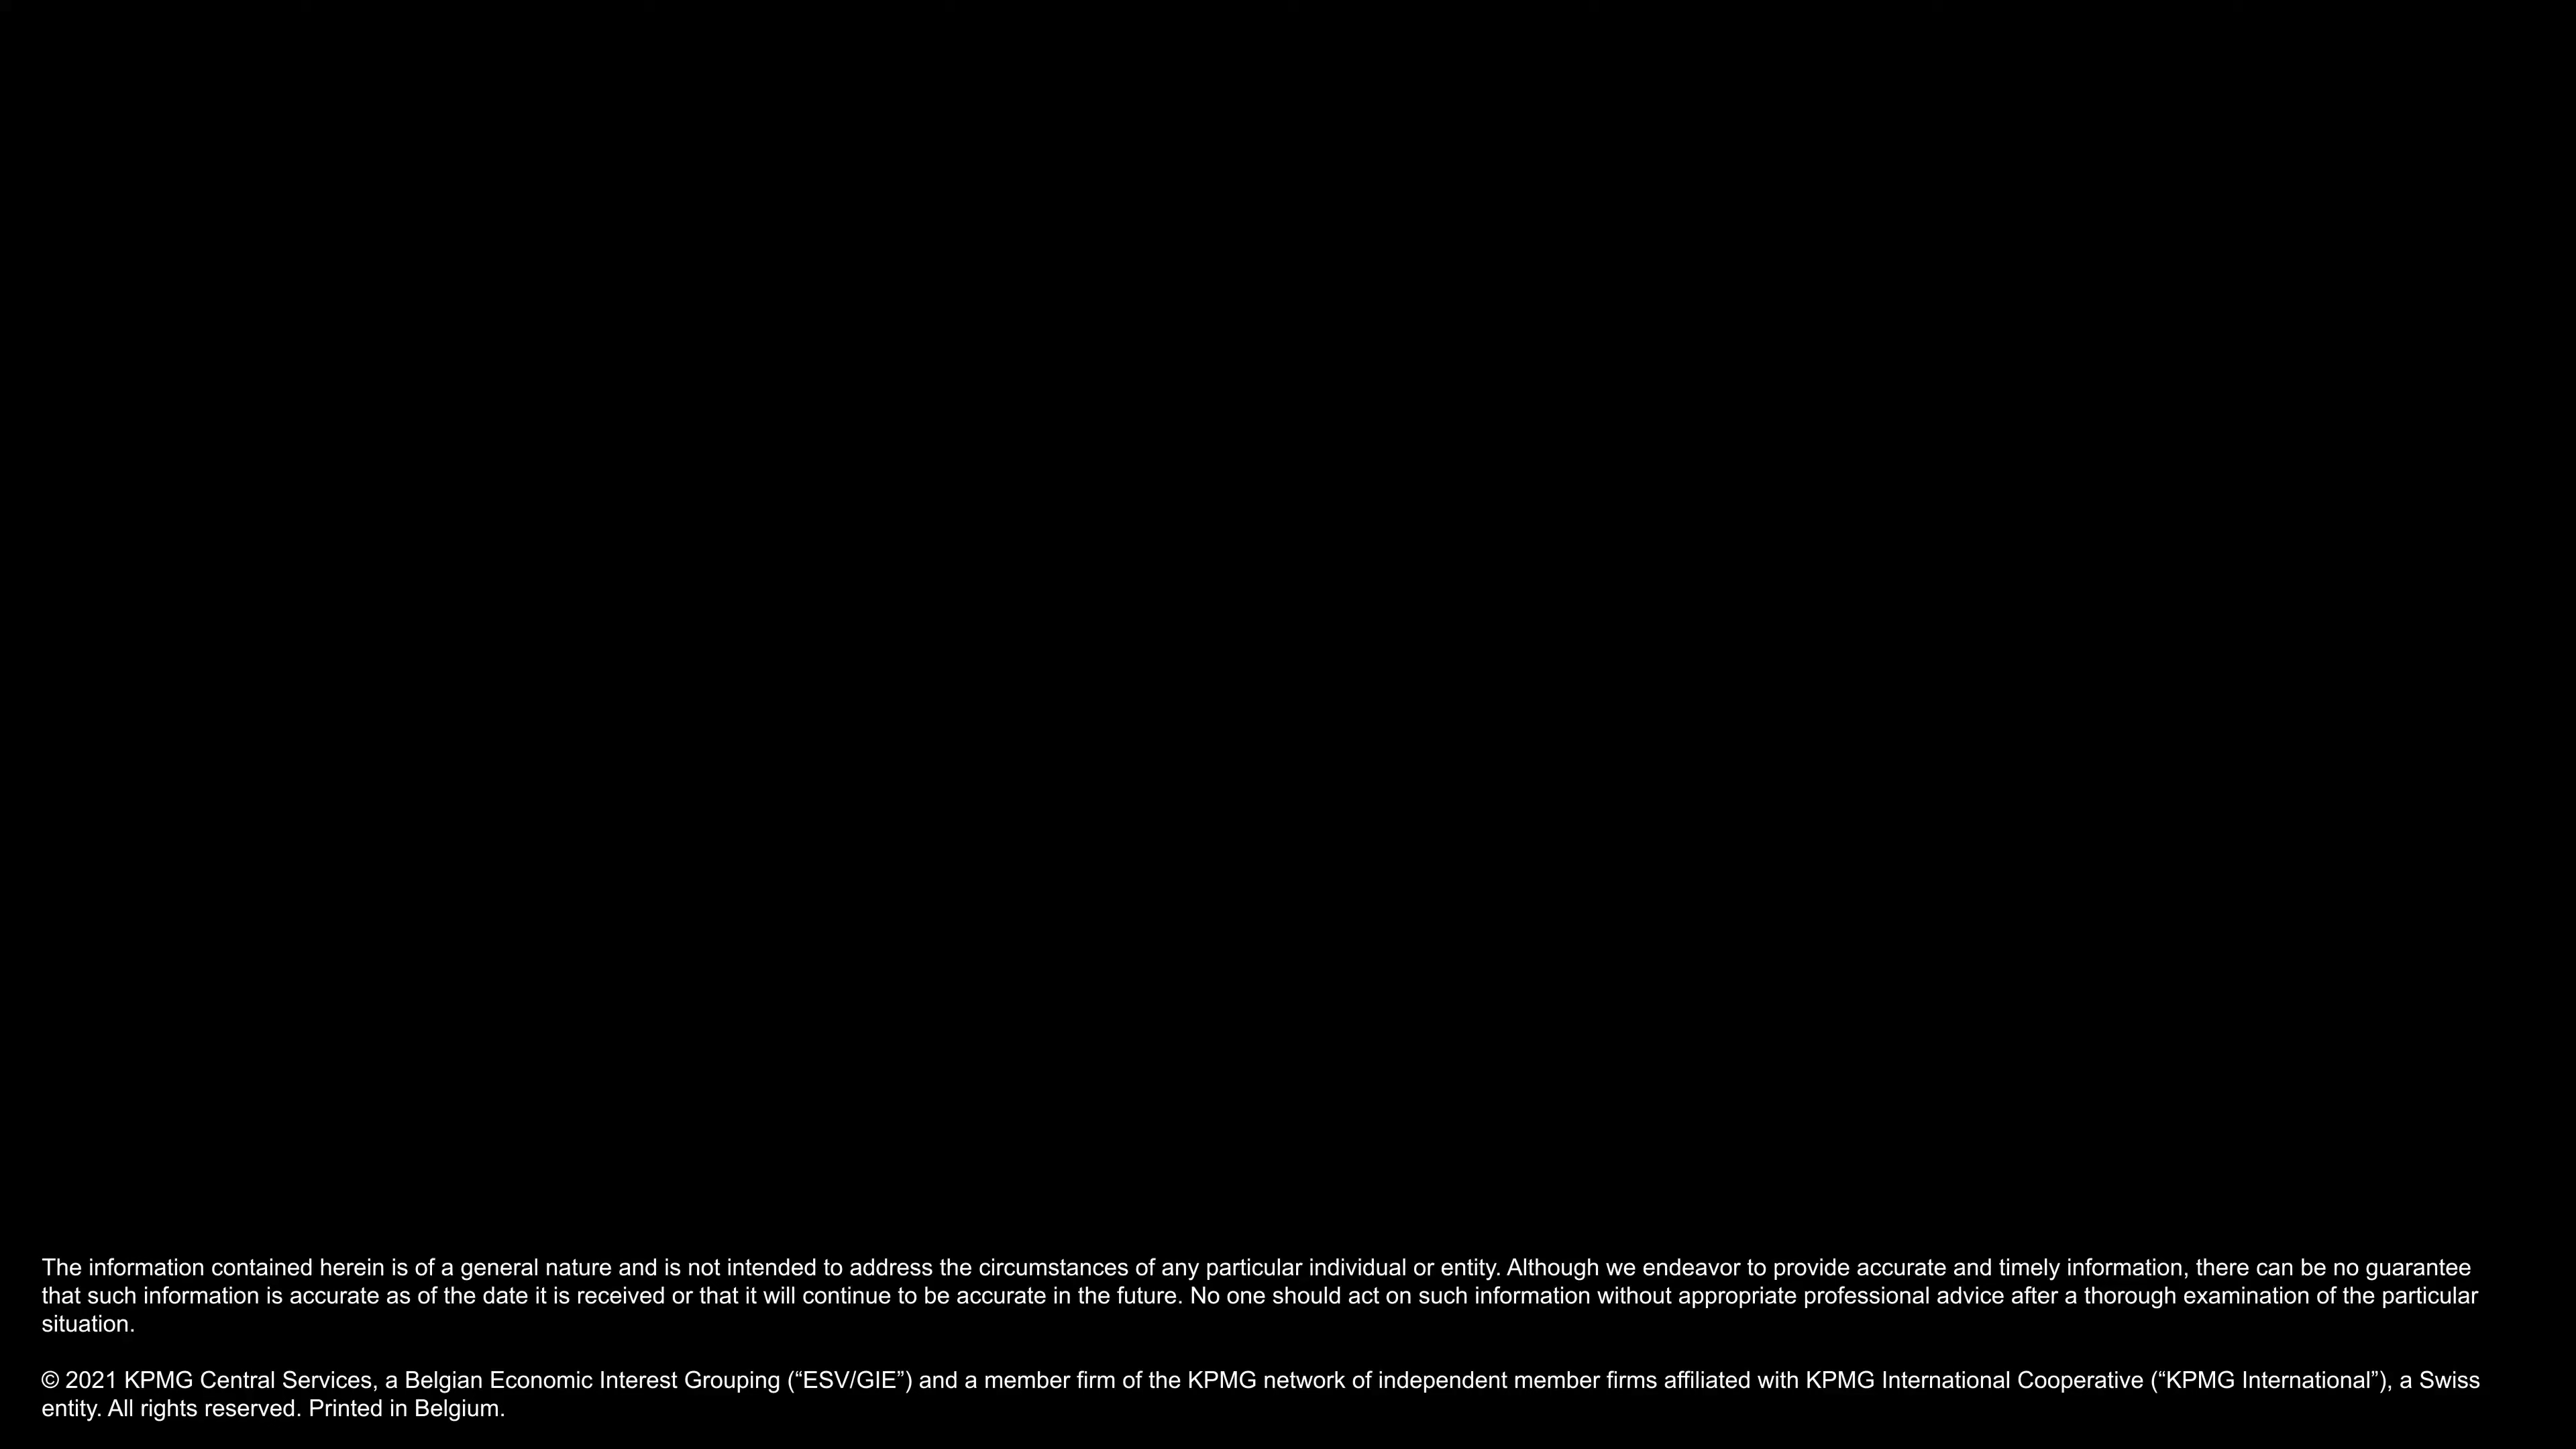 The information contained herein is of a general nature and is not intended to address the circumstances of any particular individual or entity. Although we endeavor to provide accurate and timely information, there can be no guarantee
that such information is accurate as of the date it is received or that it will continue to be accurate in the future. No one should act on such information without appropriate professional advice after a thorough examination of the particular
situation.
© 2021 KPMG Central Services, a Belgian Economic Interest Grouping (“ESV/GIE”) and a member firm of the KPMG network of independent member firms affiliated with KPMG International Cooperative (“KPMG International”), a Swiss
entity. All rights reserved. Printed in Belgium.